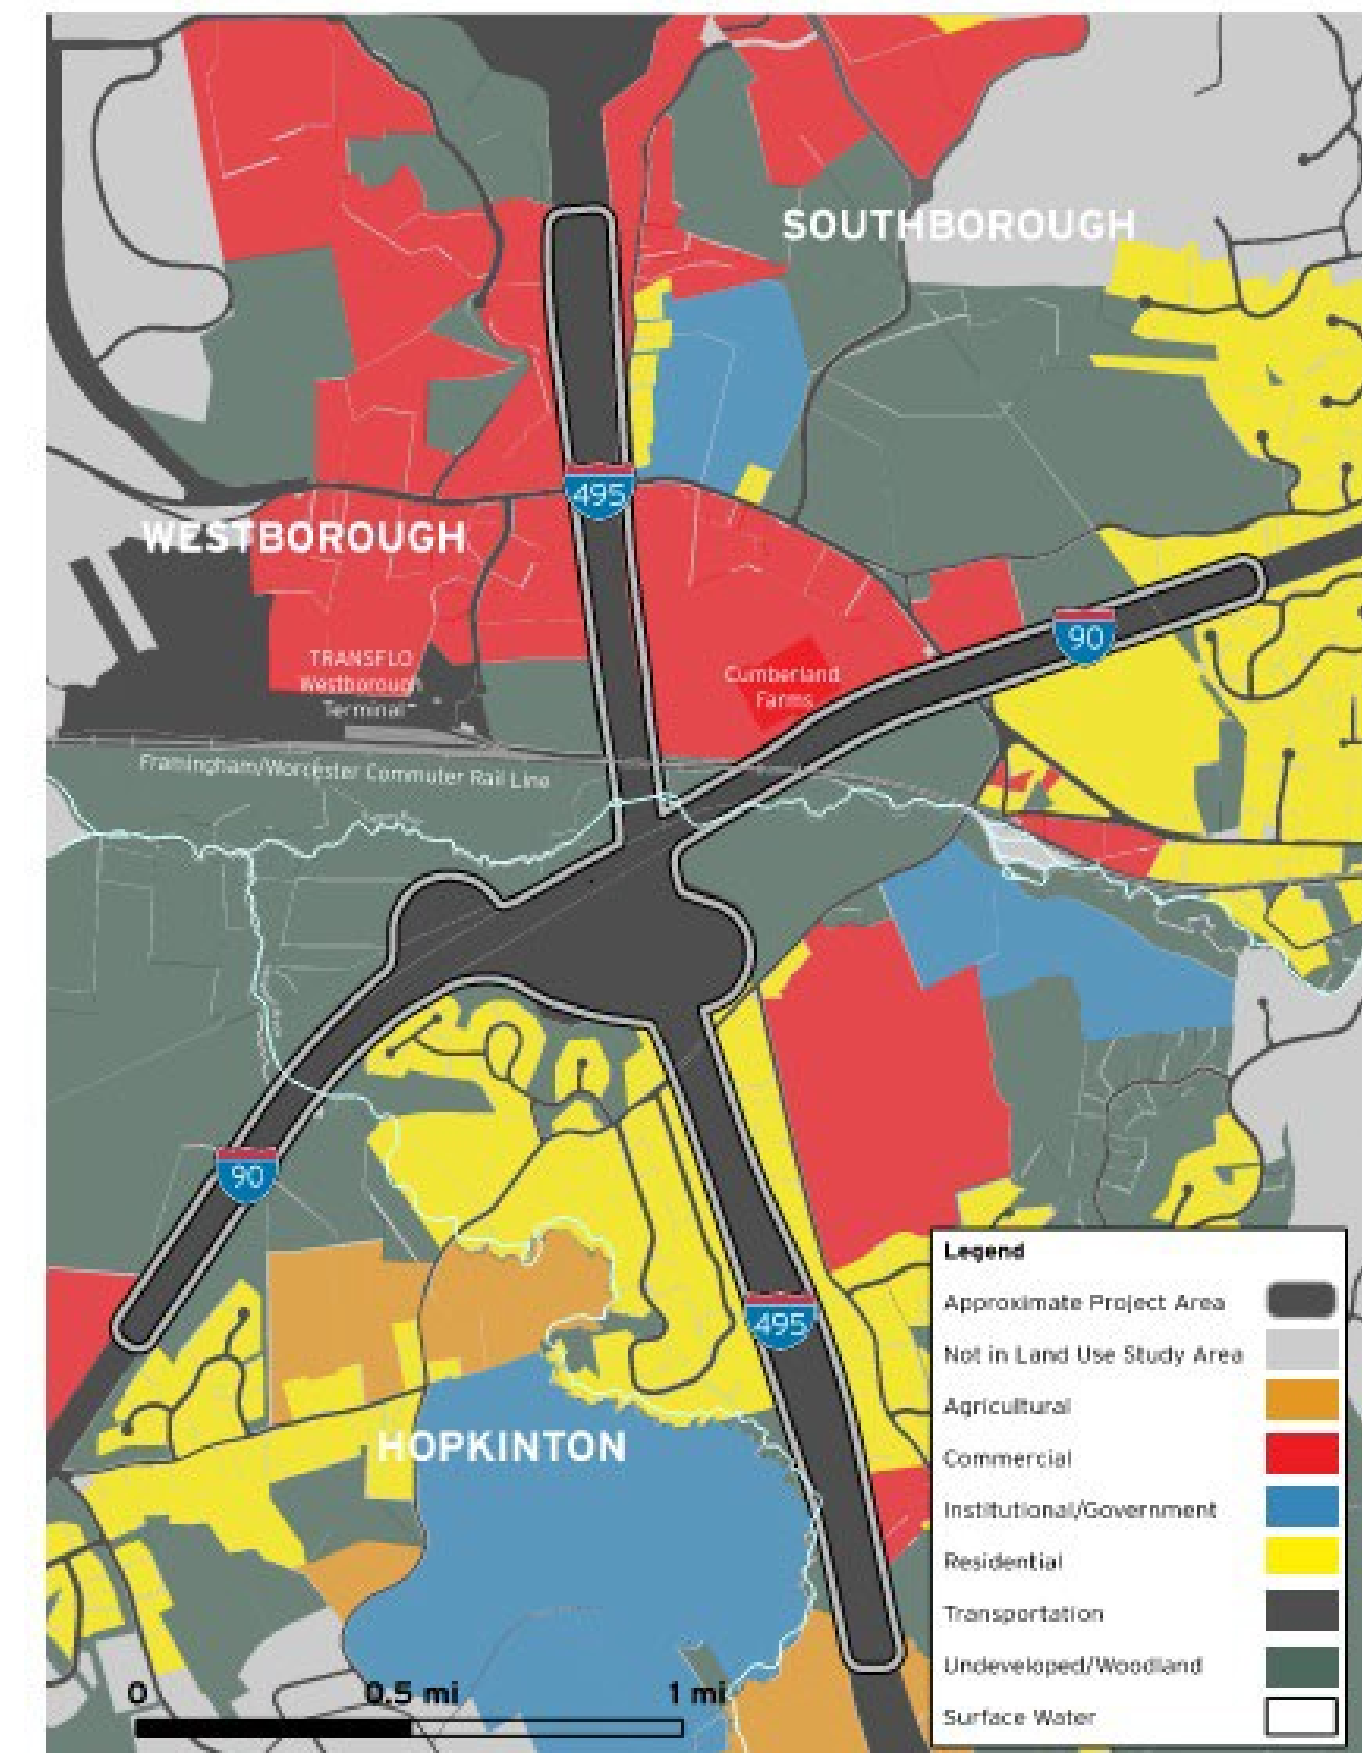 SOUTHBOROUGH
495
WESTBOROUGH
90
TRANSFLO
Westborough
Terminal
Cumberland
Farms
Framingham/Worcester Commuter Rail Line
90
495
HOPKINTON
0 0.5 mi 1 mi
Legend
Approximate Project Area
Not in Land Use Study Area
Agricultural
Commercial
Institutional/Government
Residential
Transportation
Undeveloped/Woodland
Surface Water